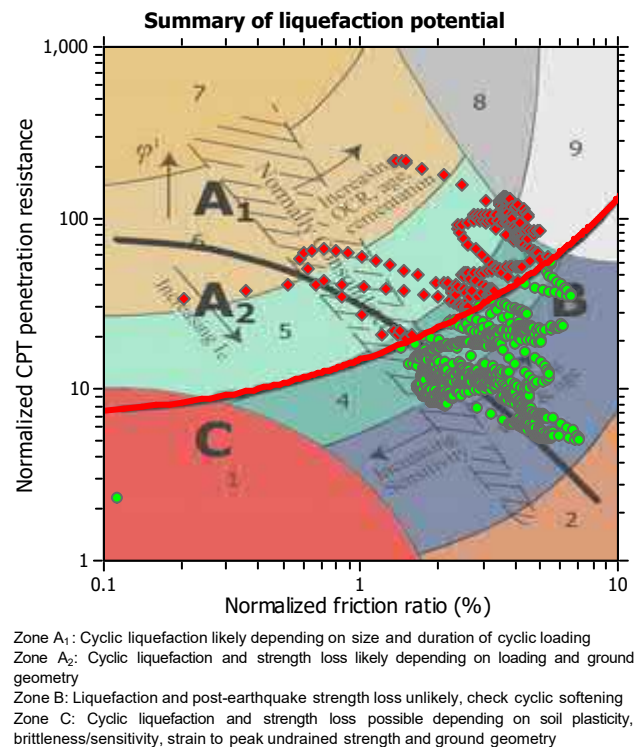 Summary of liquefaction potential
1,000
100
10
1
Normalized CPT penetration resistance
7
8
9
φ'
A1
Normally
Increasing
OCR, age
cementation
6
A2
Increasing Ic
5
B
4
C
1
Increasing
Sensitivity
2
0.1
1
10
Normalized friction ratio (%)
Zone A1: Cyclic liquefaction likely depending on size and duration of cyclic loading
Zone A2: Cyclic liquefaction and strength loss likely depending on loading and ground
geometry
Zone B: Liquefaction and post-earthquake strength loss unlikely, check cyclic softening
Zone C: Cyclic liquefaction and strength loss possible depending on soil plasticity,
brittleness/sensitivity, strain to peak undrained strength and ground geometry